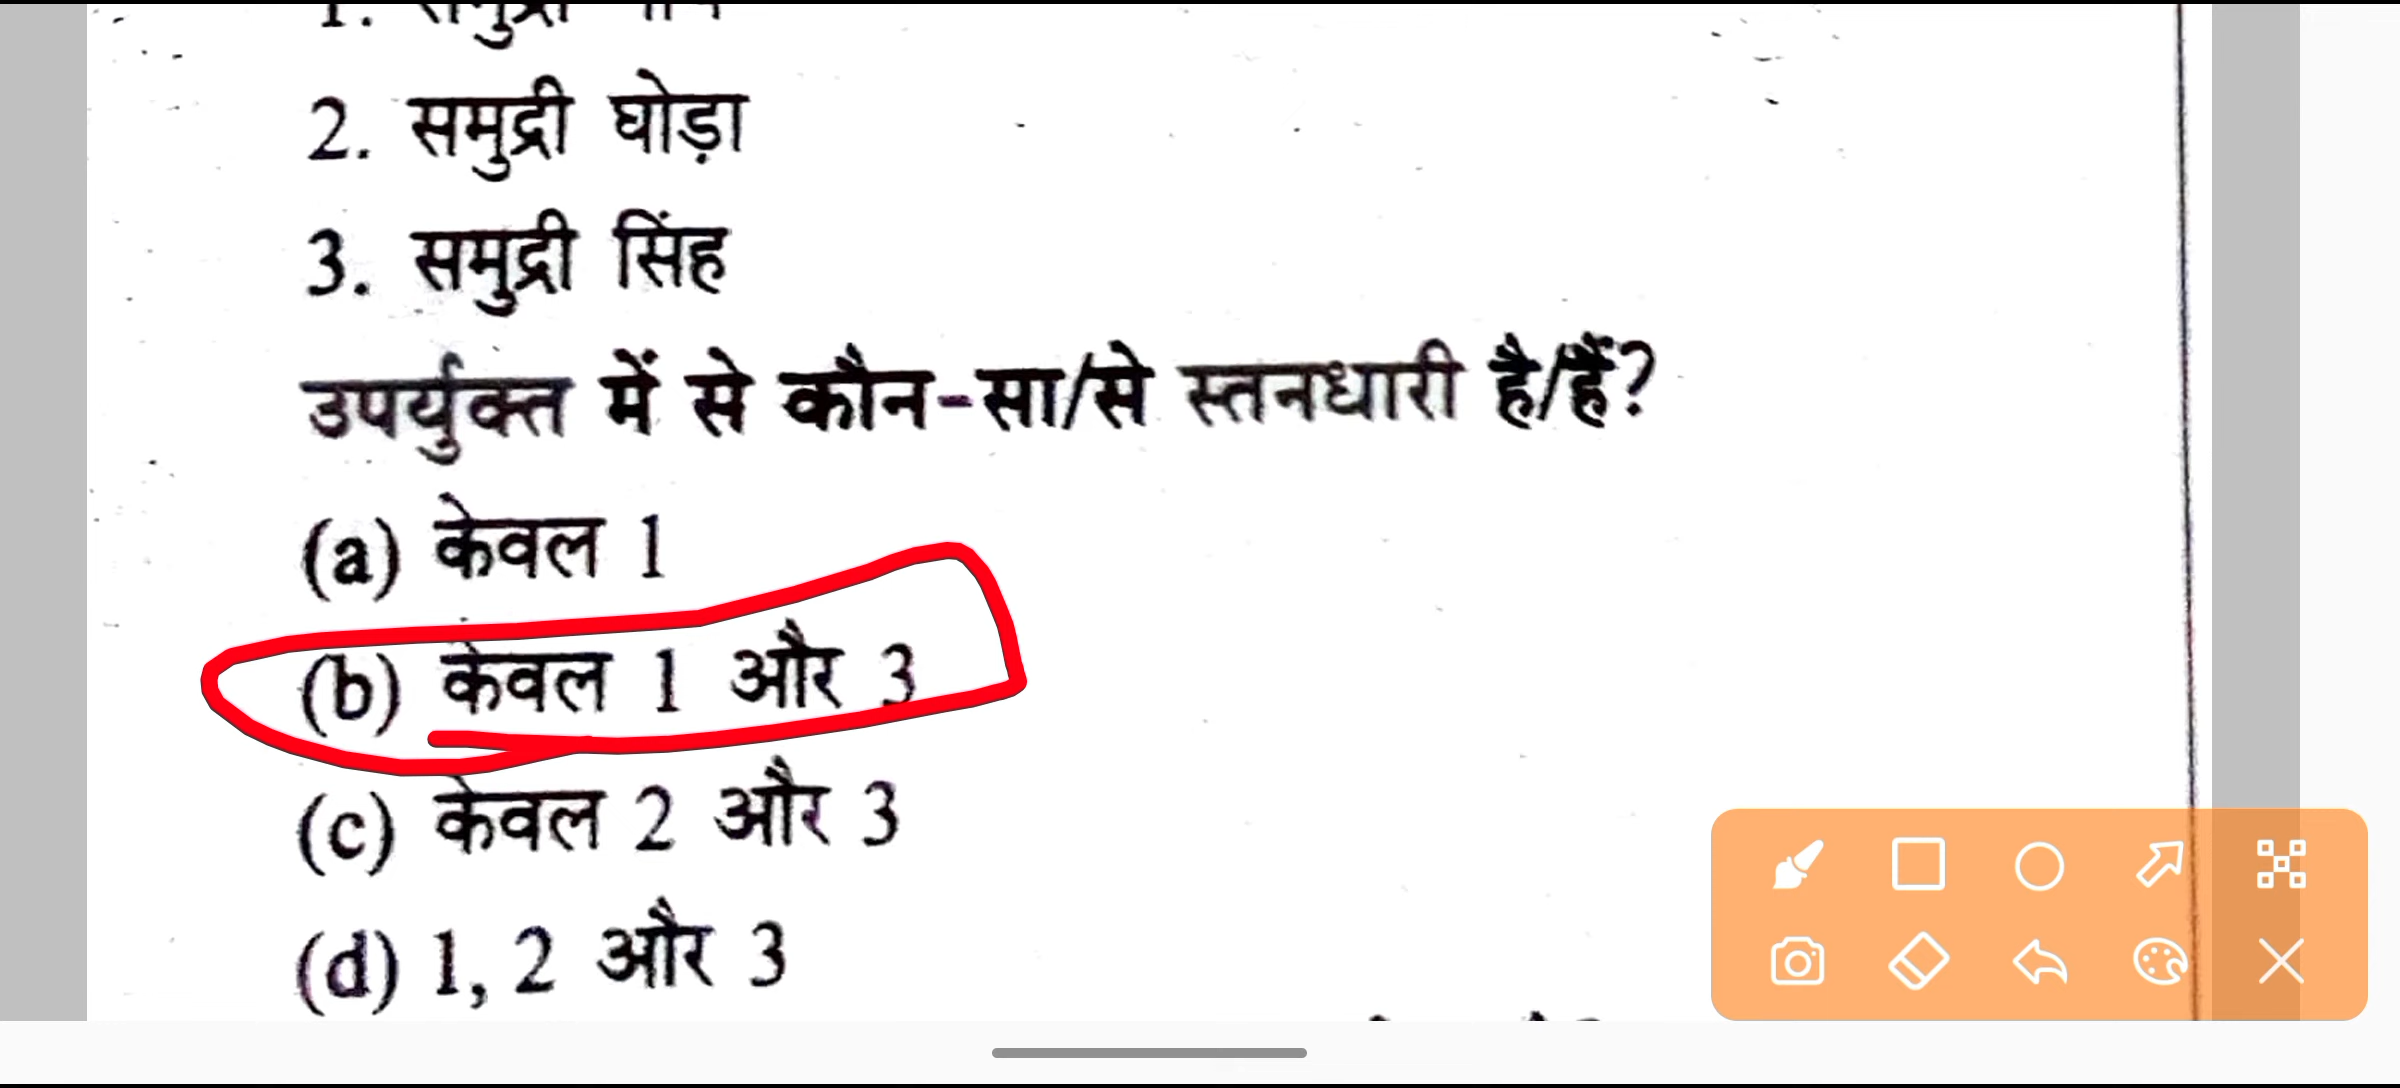 2. समुद्री घोड़ा
3. समुद्री सिंह
उपर्युक्त में से कौन-सा/से स्तनधारी है/हैं?
(a) केवल 1
(b) केवल 1 और 3
(c) केवल 2 और 3
(d) 1, 2 और 3